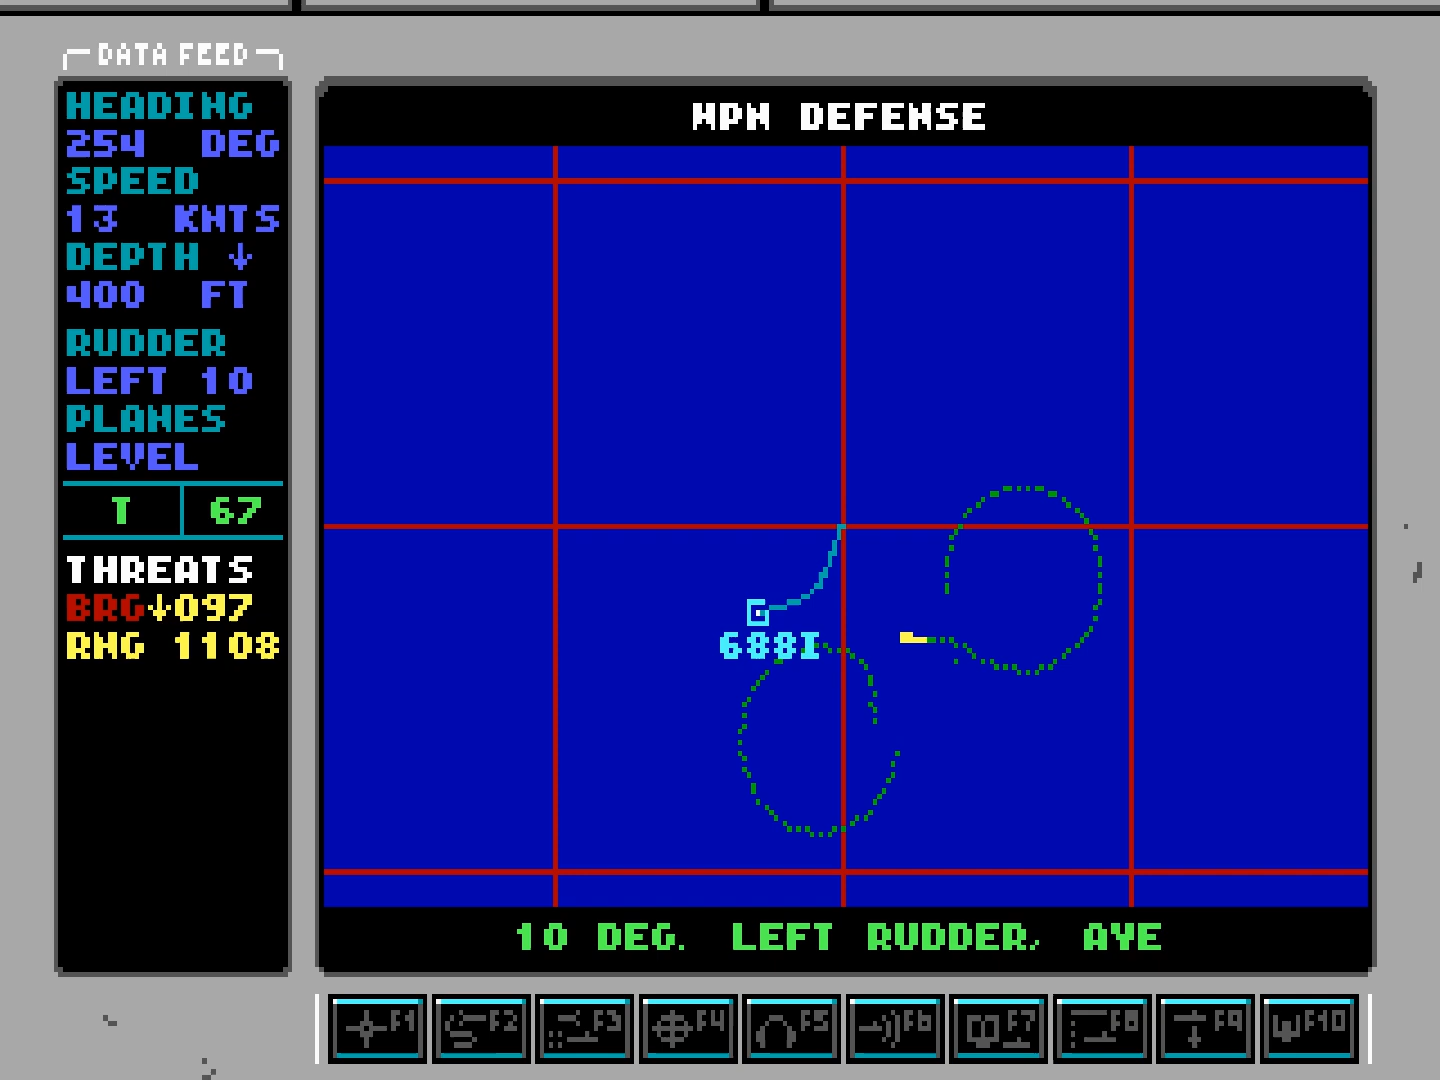 DATA FEED
HEADING
254 DEG
SPEED
13 KNTS
DEPTH ↓
400 FT
RUDDER
LEFT 10
PLANES
LEVEL
T 67
THREATS
BRG↓097
RNG 1108
WPN DEFENSE
688I
10 DEG. LEFT RUDDER, AYE
F1 F2 F3 F4 F5 F6 F7 F8 F9 F10